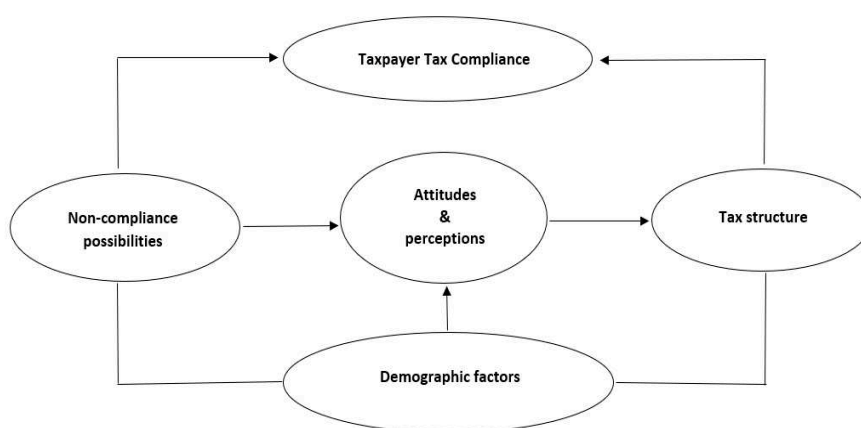 Taxpayer Tax Compliance
Non-compliance
possibilities
Attitudes
&
perceptions
Tax structure
Demographic factors